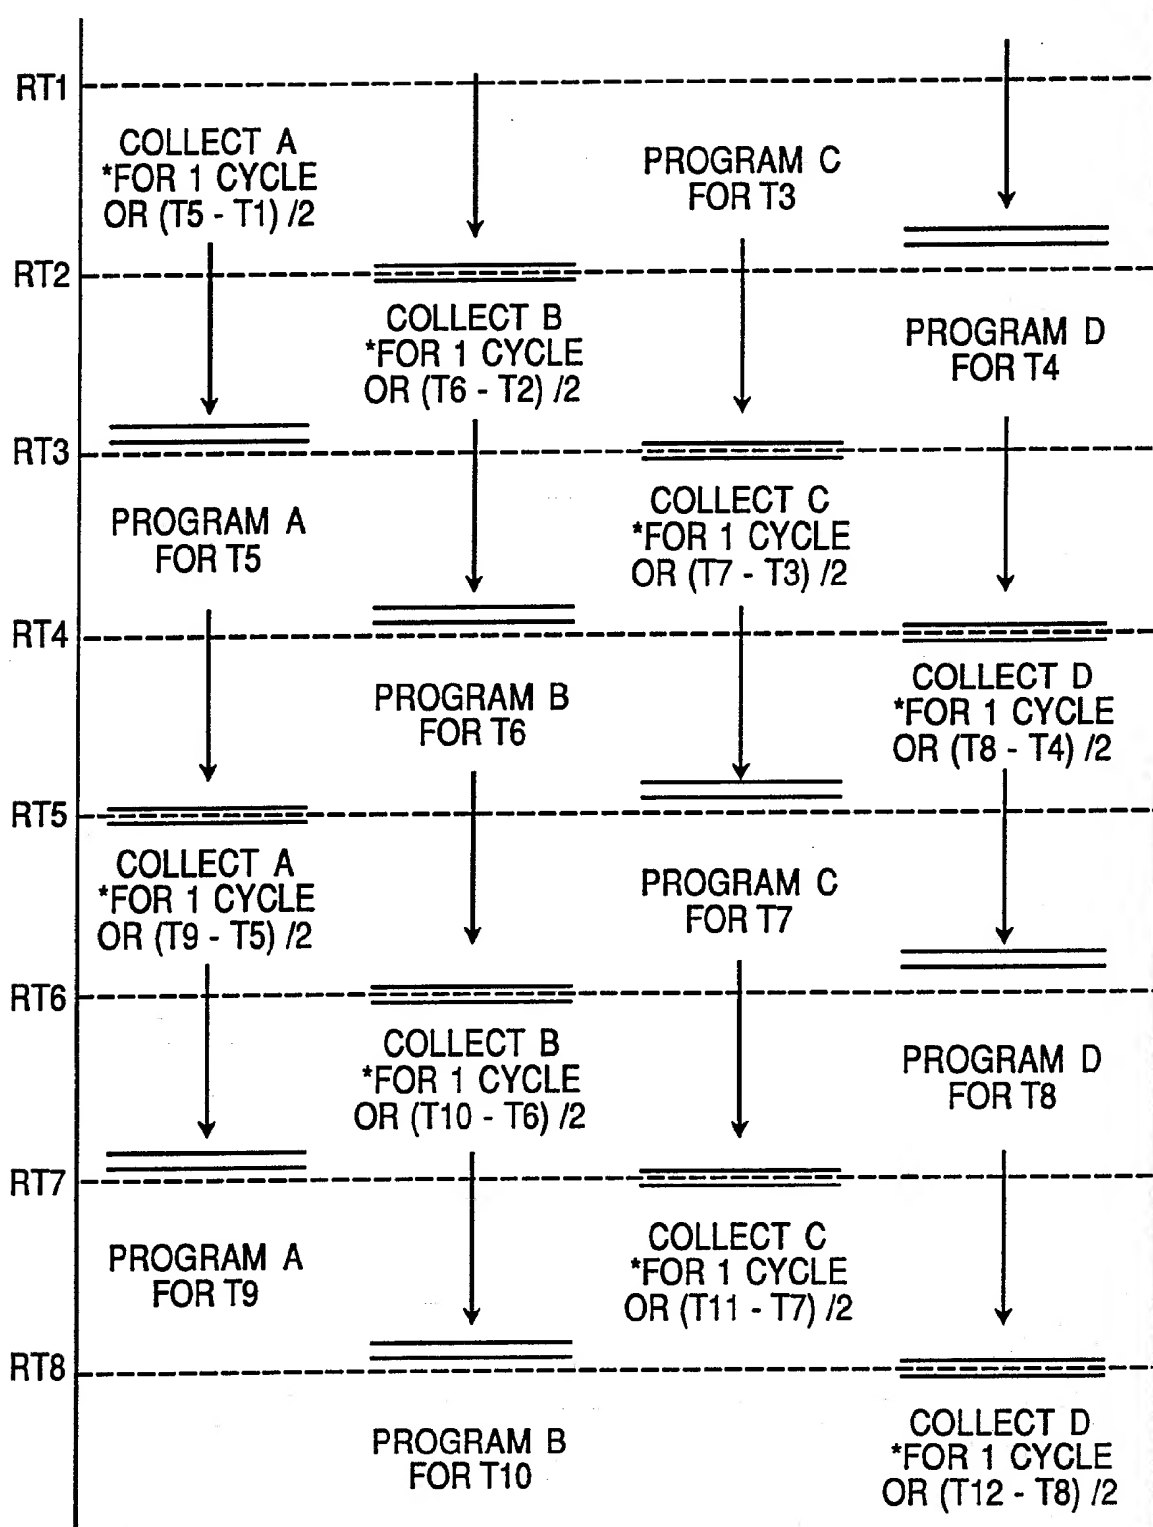 RT1
COLLECT A
*FOR 1 CYCLE
OR (T5 - T1) /2
PROGRAM C
FOR T3
RT2
COLLECT B
*FOR 1 CYCLE
OR (T6 - T2) /2
PROGRAM D
FOR T4
RT3
PROGRAM A
FOR T5
COLLECT C
*FOR 1 CYCLE
OR (T7 - T3) /2
RT4
PROGRAM B
FOR T6
COLLECT D
*FOR 1 CYCLE
OR (T8 - T4) /2
RT5
COLLECT A
*FOR 1 CYCLE
OR (T9 - T5) /2
PROGRAM C
FOR T7
RT6
COLLECT B
*FOR 1 CYCLE
OR (T10 - T6) /2
PROGRAM D
FOR T8
RT7
PROGRAM A
FOR T9
COLLECT C
*FOR 1 CYCLE
OR (T11 - T7) /2
RT8
PROGRAM B
FOR T10
COLLECT D
*FOR 1 CYCLE
OR (T12 - T8) /2